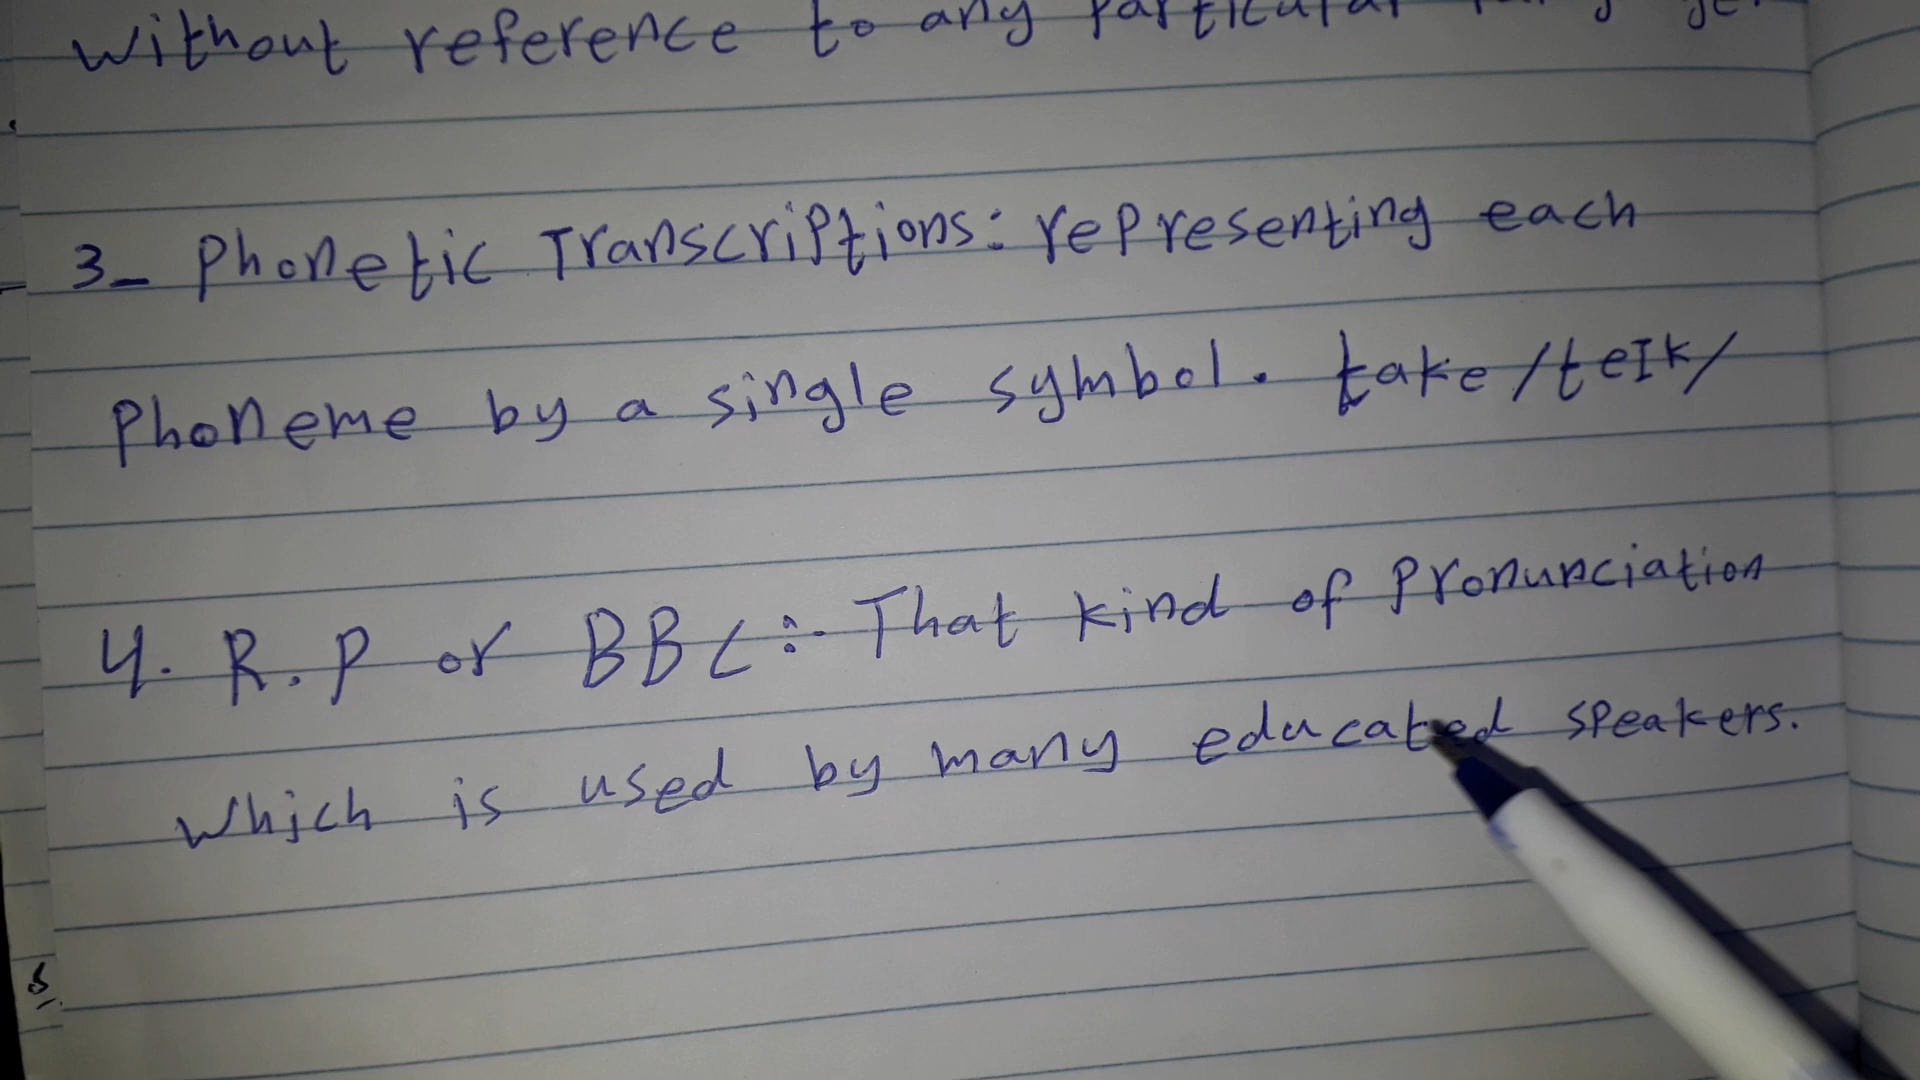 without reference to any particular
3_ Phonetic Transcriptions: representing each
Phoneme by a single symbol. take /teIk/
4. R.P or BBC:- That kind of Pronunciation
which is used by many educated speakers.